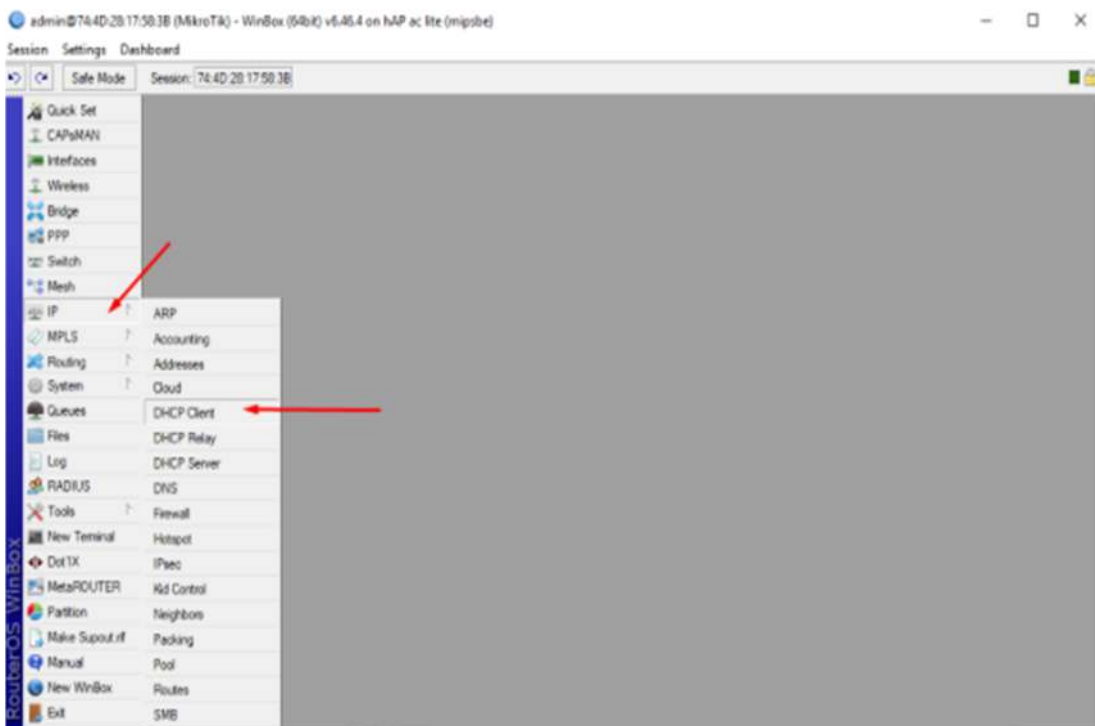 admin@74:4D:28:17:58:3B (MikroTik) - WinBox (64bit) v6.46.4 on hAP ac lite (mipsbe)
Session Settings Dashboard
Safe Mode Session: 74:4D:28:17:58:3B
Quick Set
CAPsMAN
Interfaces
Wireless
Bridge
PPP
Switch
Mesh
IP
MPLS
Routing
System
Queues
Files
Log
RADIUS
Tools
New Terminal
Dot1X
MetaROUTER
Partition
Make Supout.rif
Manual
New WinBox
Exit
ARP
Accounting
Addresses
Cloud
DHCP Client
DHCP Relay
DHCP Server
DNS
Firewall
Hotspot
IPsec
Kid Control
Neighbors
Packing
Pool
Routes
SMB
RouterOS WinBox